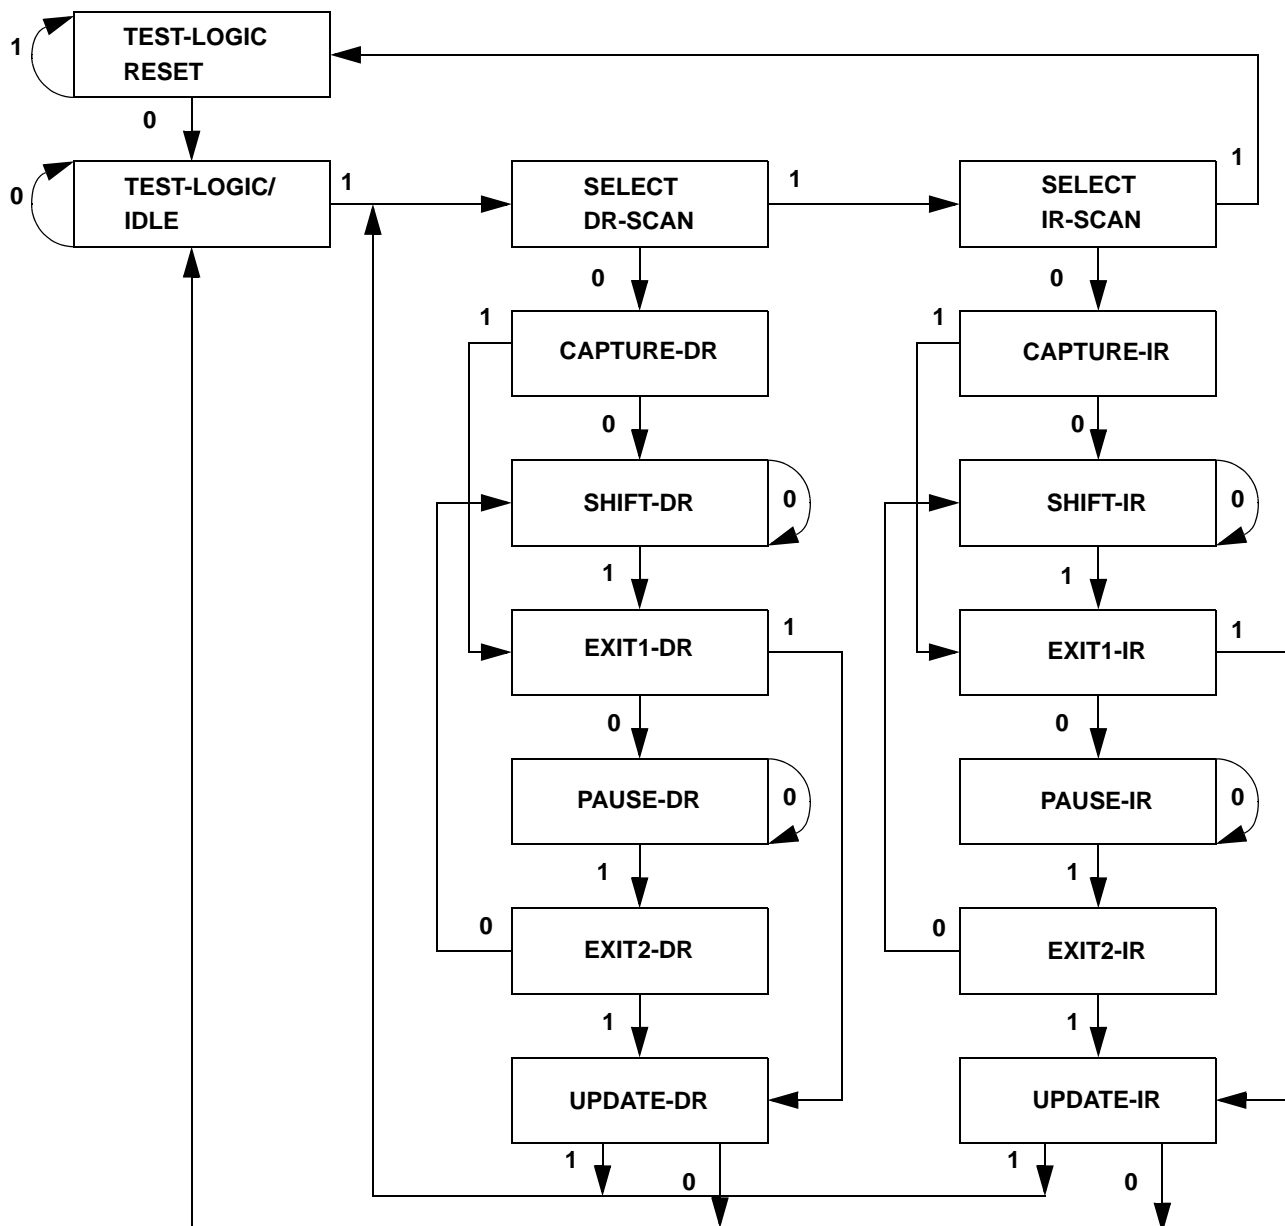 1
TEST-LOGIC
RESET
0
0
TEST-LOGIC/
IDLE
1
SELECT
DR-SCAN
1
SELECT
IR-SCAN
1
0
0
1
CAPTURE-DR
1
CAPTURE-IR
0
0
SHIFT-DR
0
SHIFT-IR
0
1
1
EXIT1-DR
1
EXIT1-IR
1
0
0
PAUSE-DR
0
PAUSE-IR
0
1
1
0
EXIT2-DR
0
EXIT2-IR
1
1
UPDATE-DR
UPDATE-IR
1
0
1
0